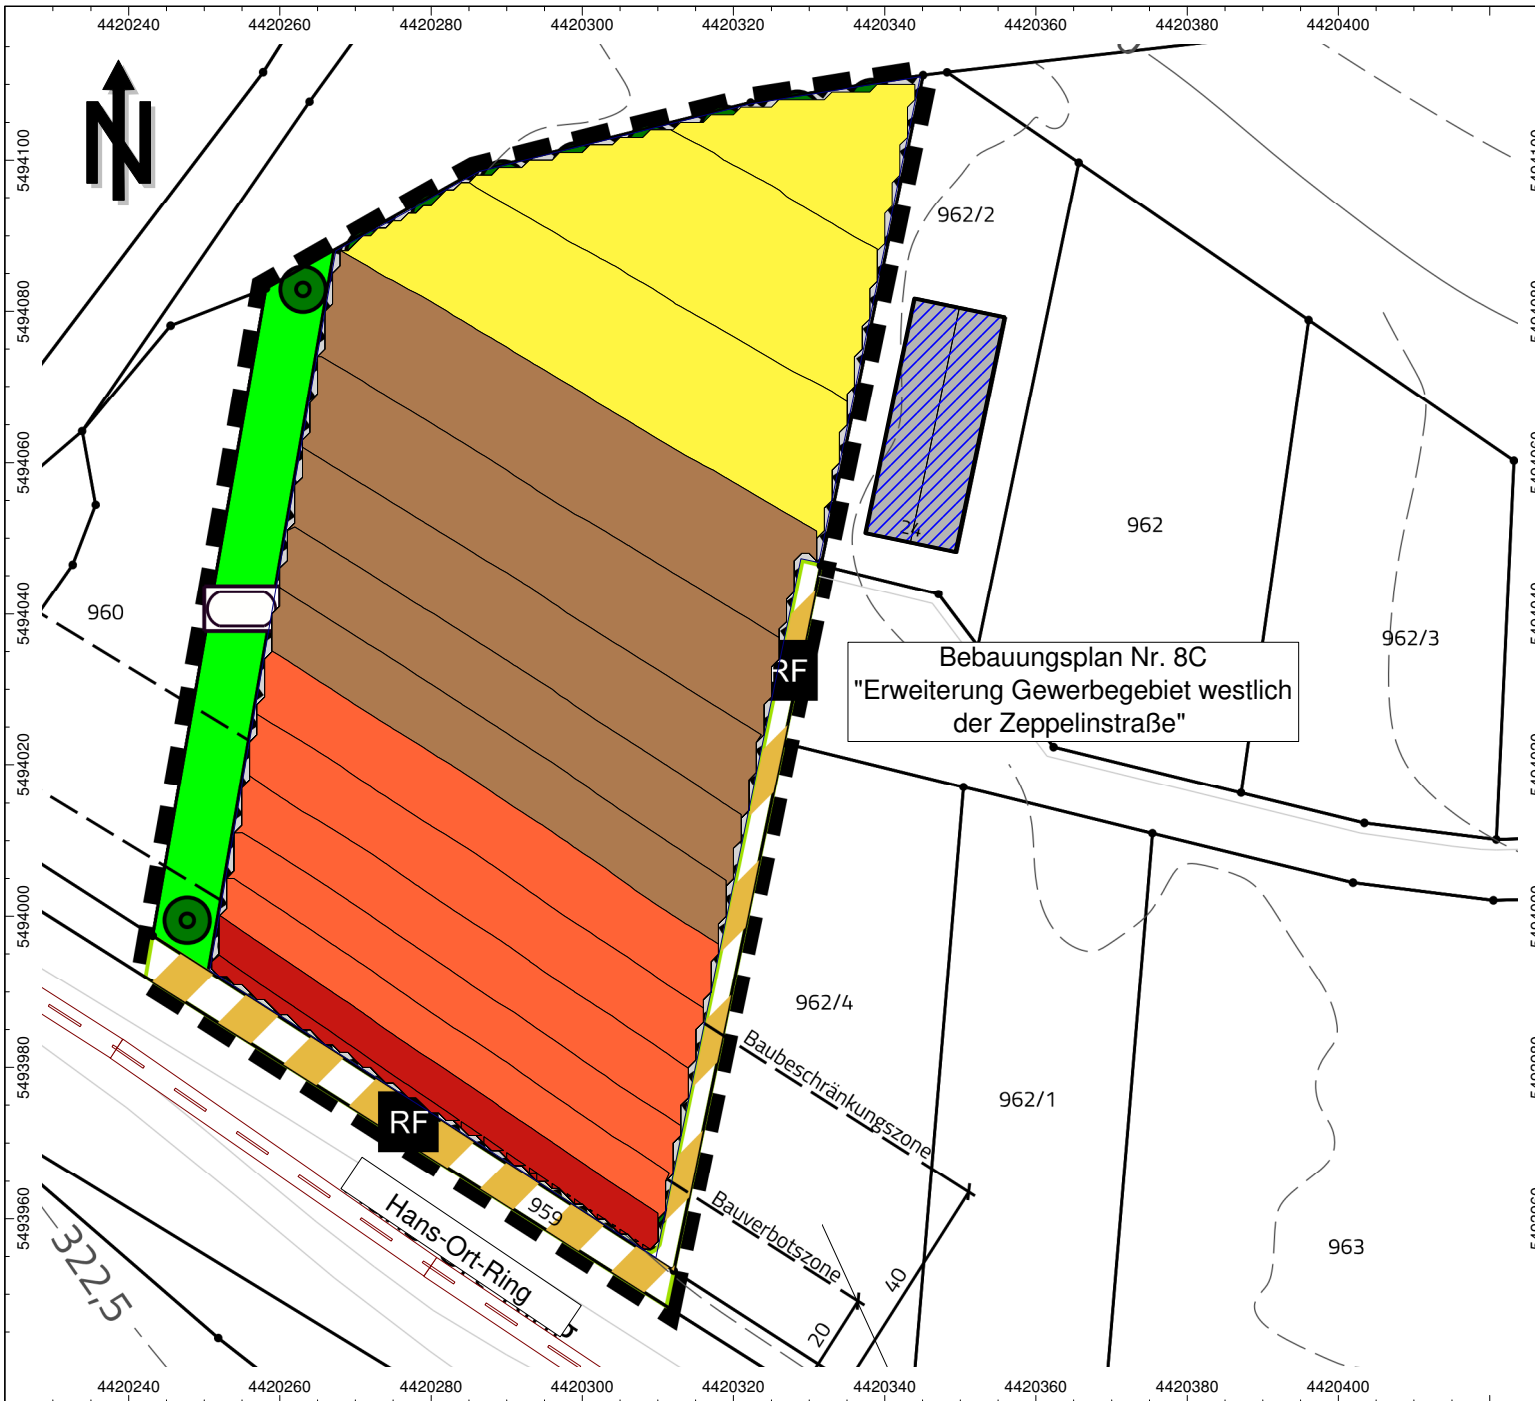 4420240 4420260 4420280 4420300 4420320 4420340 4420360 4420380 4420400
5494100
5494080
5494060
5494040
5494020
5494000
5493980
5493960
N
962/2
24
962
960
962/3
RF
Bebauungsplan Nr. 8C
"Erweiterung Gewerbegebiet westlich
der Zeppelinstraße"
962/4
Baubeschränkungszone
962/1
RF
959
Bauverbotszone
Hans-Ort-Ring
963
322,5
40
20
4420240 4420260 4420280 4420300 4420320 4420340 4420360 4420380 4420400